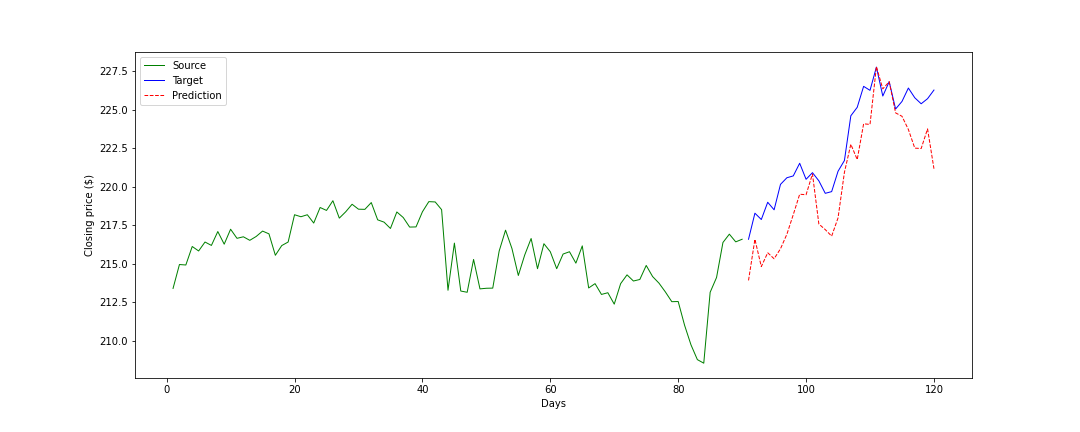 Source
Target
Prediction
227.5
225.0
222.5
220.0
217.5
215.0
212.5
210.0
Closing price ($)
0 20 40 60 80 100 120
Days